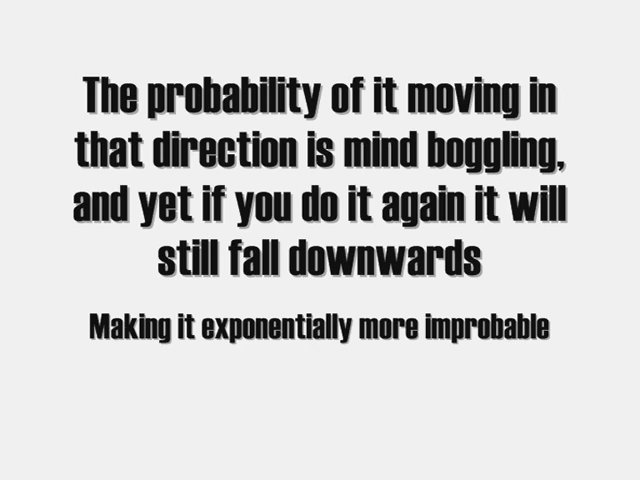 The probability of it moving in
that direction is mind boggling,
and yet if you do it again it will
still fall downwards
Making it exponentially more improbable